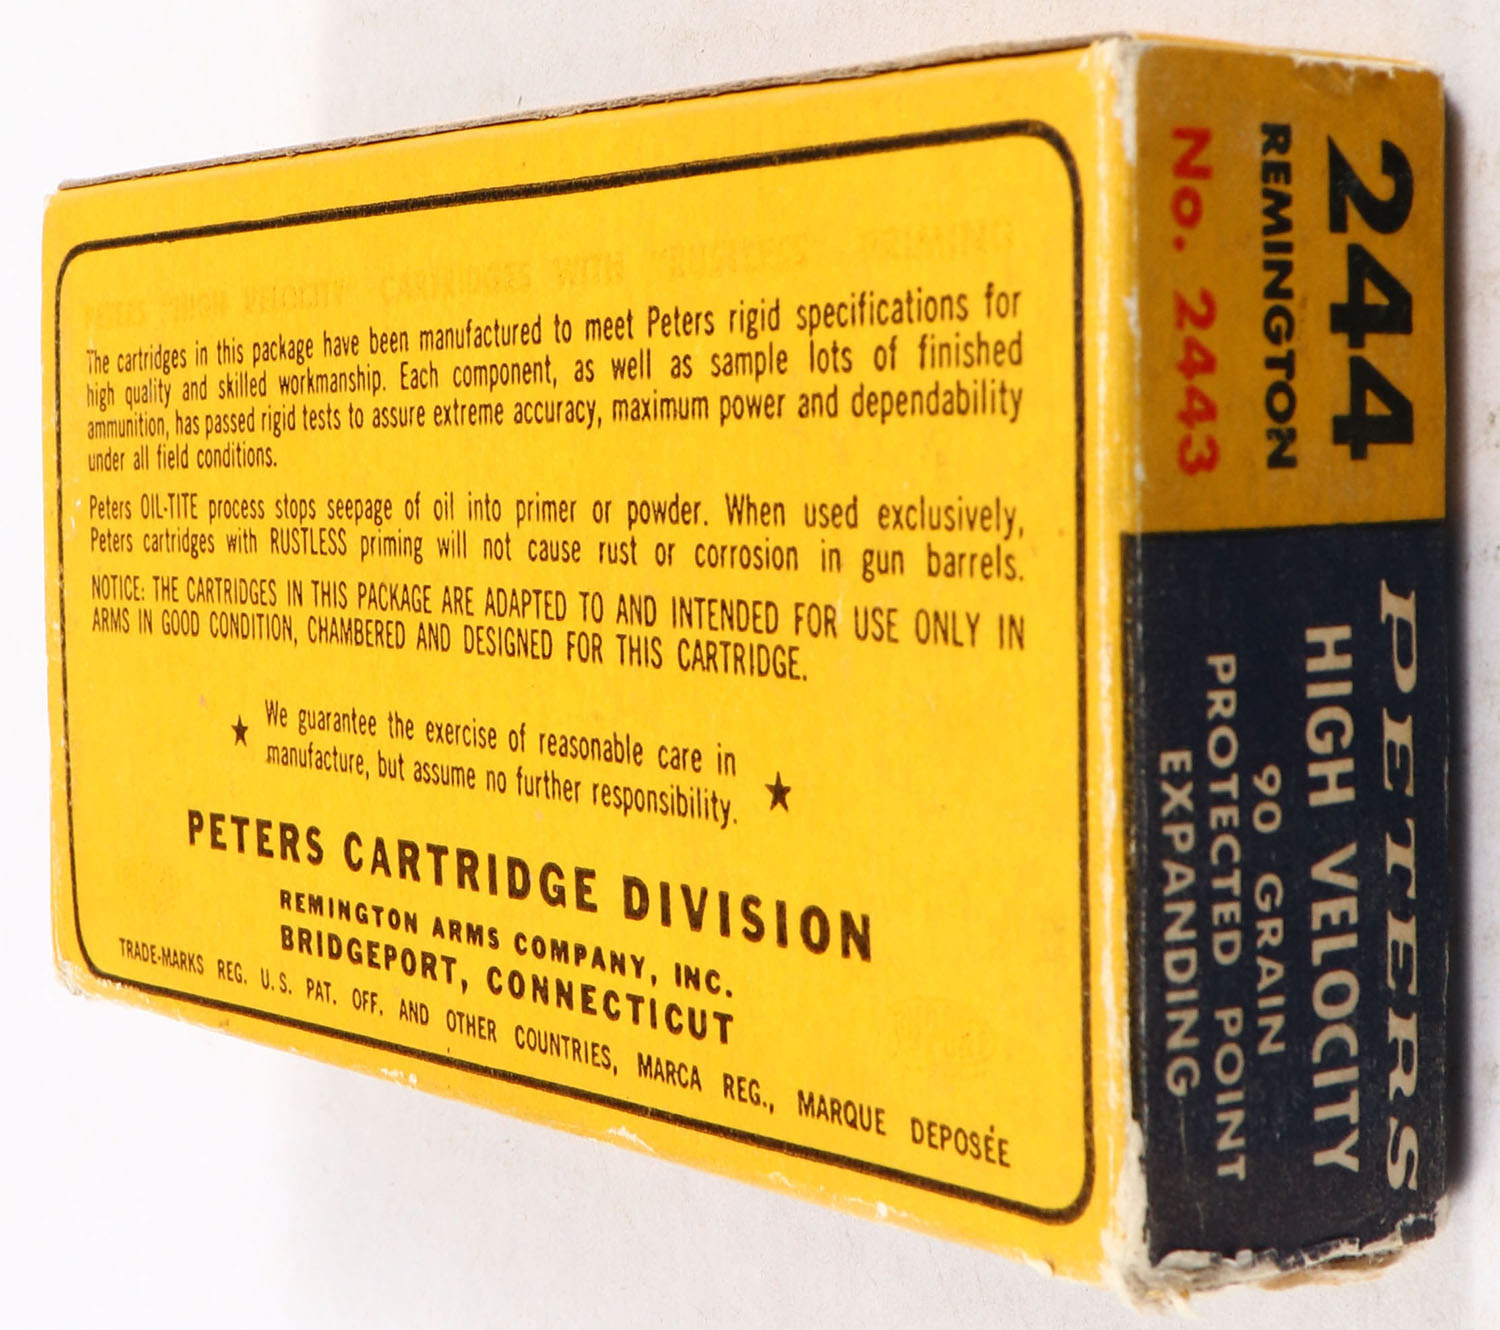 PETERS "HIGH VELOCITY" CARTRIDGES WITH "RUSTLESS" PRIMING
The cartridges in this package have been manufactured to meet Peters rigid specifications for
high quality and skilled workmanship. Each component, as well as sample lots of finished
ammunition, has passed rigid tests to assure extreme accuracy, maximum power and dependability
under all field conditions.
Peters OIL-TITE process stops seepage of oil into primer or powder. When used exclusively,
Peters cartridges with RUSTLESS priming will not cause rust or corrosion in gun barrels.
NOTICE: THE CARTRIDGES IN THIS PACKAGE ARE ADAPTED TO AND INTENDED FOR USE ONLY IN
ARMS IN GOOD CONDITION, CHAMBERED AND DESIGNED FOR THIS CARTRIDGE.
★ We guarantee the exercise of reasonable care in
manufacture, but assume no further responsibility. ★
PETERS CARTRIDGE DIVISION
REMINGTON ARMS COMPANY, INC.
BRIDGEPORT, CONNECTICUT
TRADE-MARKS REG. U.S. PAT. OFF. AND OTHER COUNTRIES, MARCA REG., MARQUE DEPOSÉE
244
REMINGTON
No. 2443
PETERS
HIGH VELOCITY
90 GRAIN
PROTECTED POINT
EXPANDING